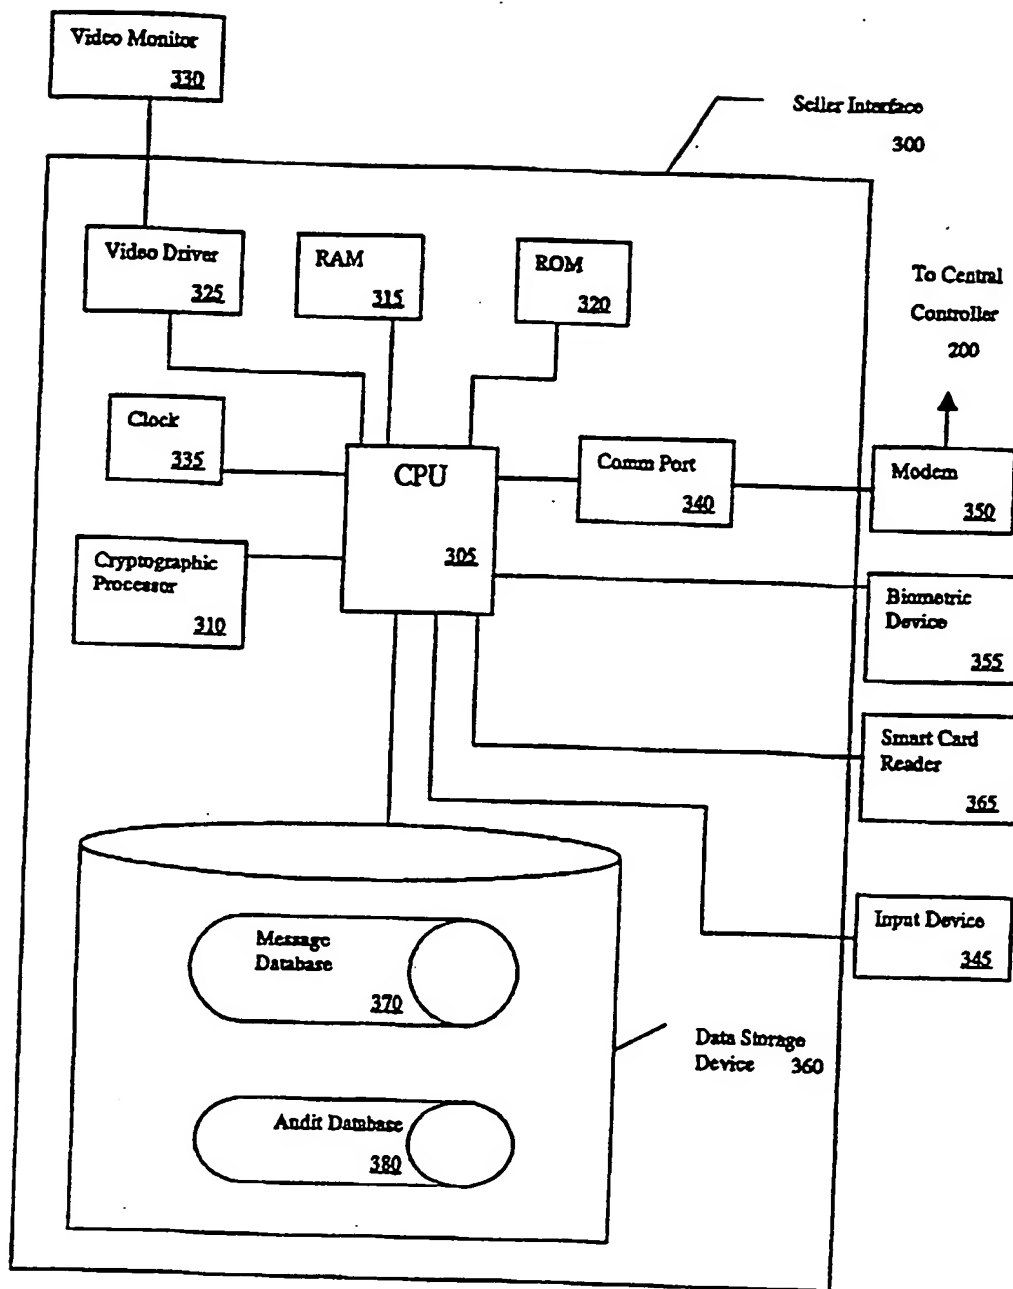 Video Monitor
330
Seller Interface
300
Video Driver
325
RAM
315
ROM
320
To Central
Controller
200
Clock
335
CPU
305
Comm Port
340
Modem
350
Cryptographic
Processor
310
Biometric
Device
355
Smart Card
Reader
365
Message
Database
370
Input Device
345
Data Storage
Device 360
Audit Database
380